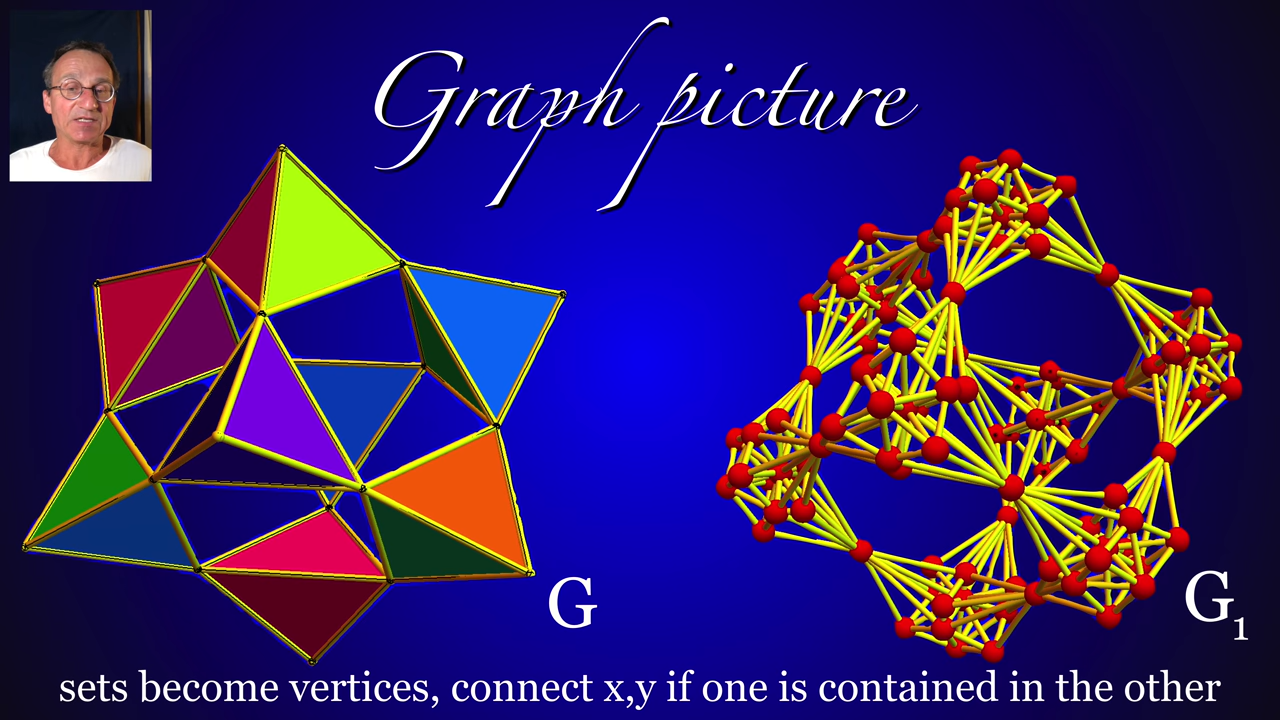 Graph picture
G
G₁
sets become vertices, connect x,y if one is contained in the other